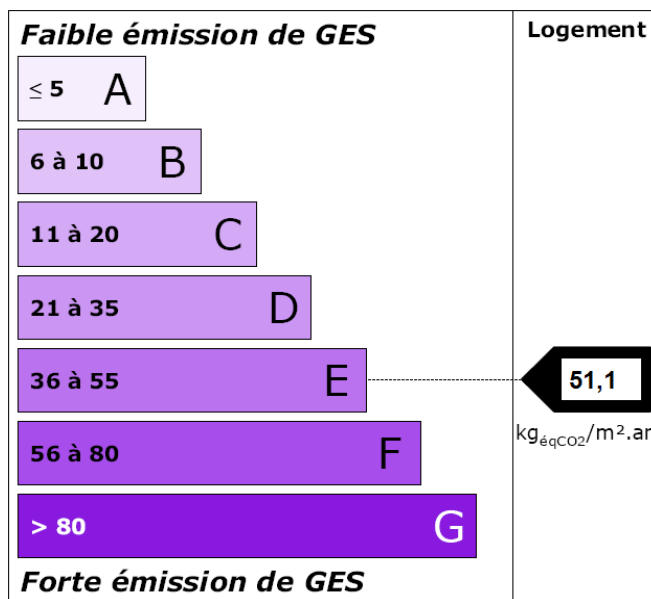 Faible émission de GES
Logement
≤ 5 A
6 à 10 B
11 à 20 C
21 à 35 D
36 à 55 E
51,1
kgéqCO2/m².an
56 à 80 F
> 80 G
Forte émission de GES